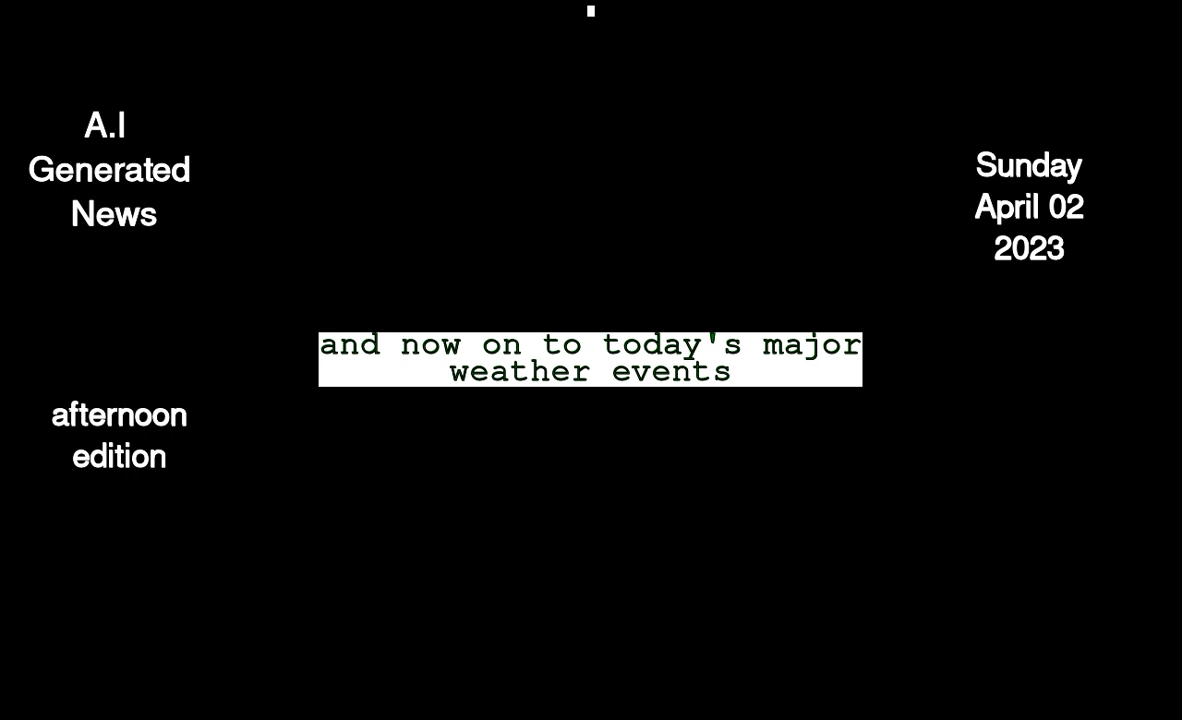 A.I
Generated
News
Sunday
April 02
2023
and now on to today's major
weather events
afternoon
edition